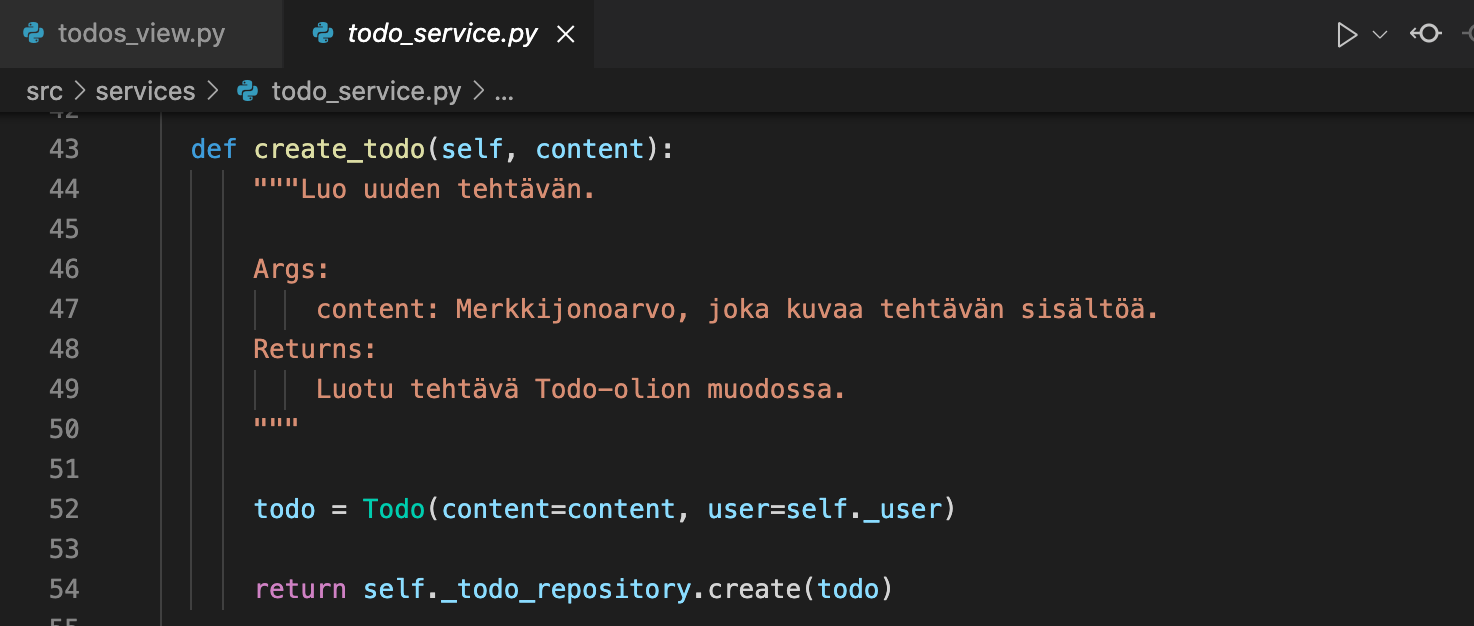 todos_view.py todo_service.py
src > services > todo_service.py > ...
42
43 def create_todo(self, content):
44 """Luo uuden tehtävän.
45
46 Args:
47 content: Merkkijonoarvo, joka kuvaa tehtävän sisältöä.
48 Returns:
49 Luotu tehtävä Todo-olion muodossa.
50 """
51
52 todo = Todo(content=content, user=self._user)
53
54 return self._todo_repository.create(todo)
55